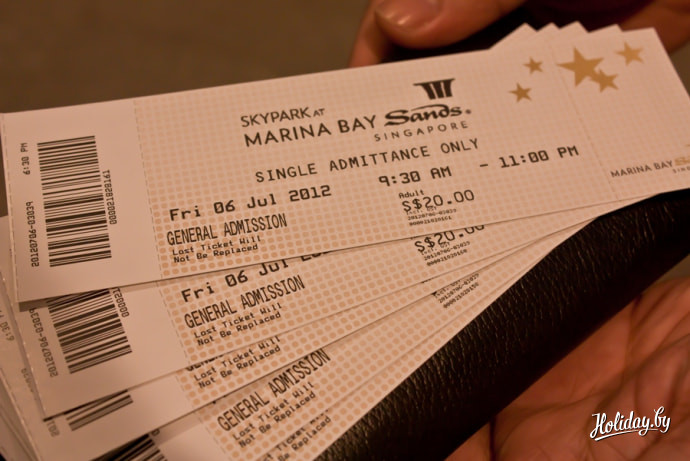 SKYPARK AT
MARINA BAY Sands®
SINGAPORE
SINGLE ADMITTANCE ONLY
Fri 06 Jul 2012 9:30 AM - 11:00 PM
Adult
S$20.00
GENERAL ADMISSION
Lost Ticket Will
Not Be Replaced
6:30 PM
20120706-03039
000021828161
MARINA BAY
Fri 06 Jul
S$20.00
GENERAL ADMISSION
Lost Ticket Will
Not Be Replaced
GENERAL ADMISSION
Lost Ticket Will
Not Be Replaced
GENERAL ADMISSION
Lost Ticket Will
Not Be Replaced
Holiday.by